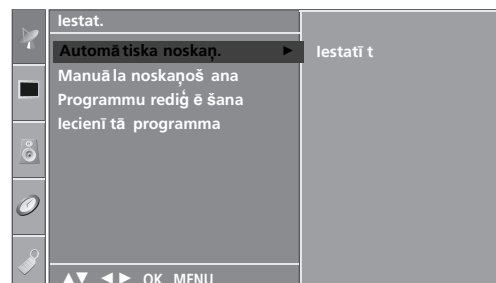 Iestat.
Automātiska noskaņ. ► Iestatīt
Manuāla noskaņošana
Programmu rediģēšana
Iecienītā programma
▲▼ ◄► OK MENU